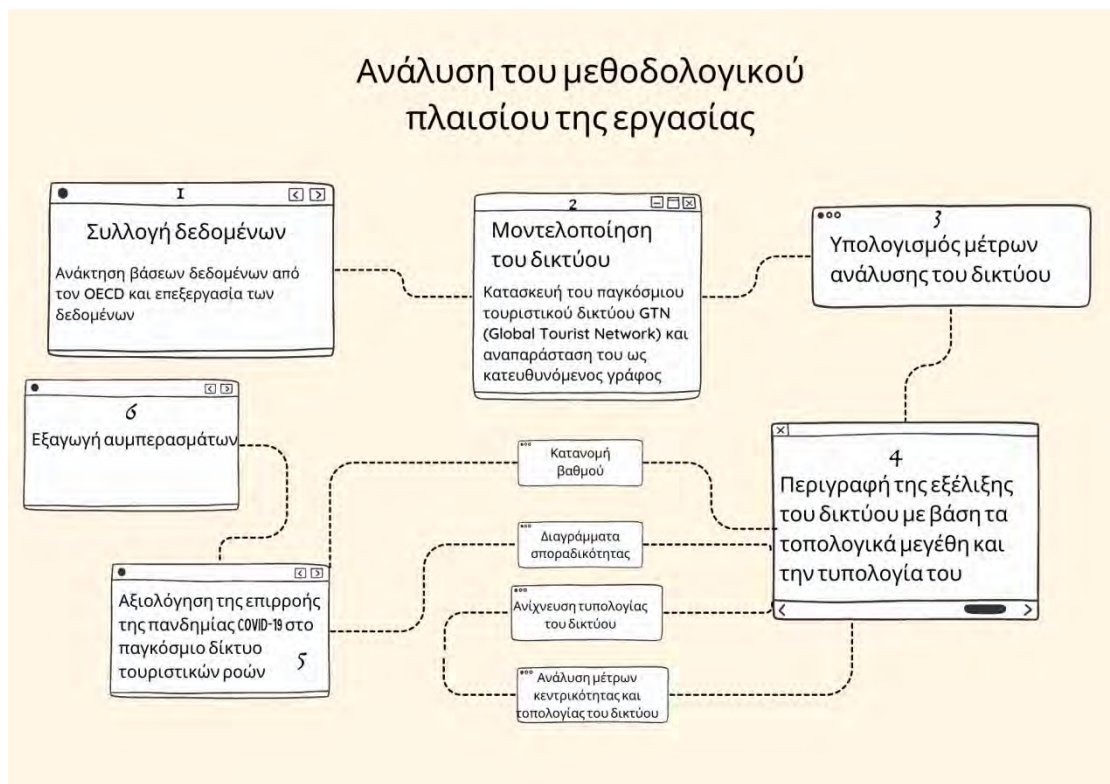 Ανάλυση του μεθοδολογικού
πλαισίου της εργασίας
1
Συλλογή δεδομένων
Ανάκτηση βάσεων δεδομένων από
τον OECD και επεξεργασία των
δεδομένων
2
Μοντελοποίηση
του δικτύου
Κατασκευή του παγκόσμιου
τουριστικού δικτύου GTN
(Global Tourist Network) και
αναπαράσταση του ως
κατευθυνόμενος γράφος
3
Υπολογισμός μέτρων
ανάλυσης του δικτύου
4
Περιγραφή της εξέλιξης
του δικτύου με βάση τα
τοπολογικά μεγέθη και
την τυπολογία του
Κατανομή
βαθμού
Διαγράμματα
σποραδικότητας
Ανίχνευση τυπολογίας
του δικτύου
Ανάλυση μέτρων
κεντρικότητας και
τοπολογίας του δικτύου
Αξιολόγηση της επιρροής
της πανδημίας COVID-19 στο
παγκόσμιο δίκτυο
τουριστικών ροών
5
6
Εξαγωγή αυμπερασμάτων